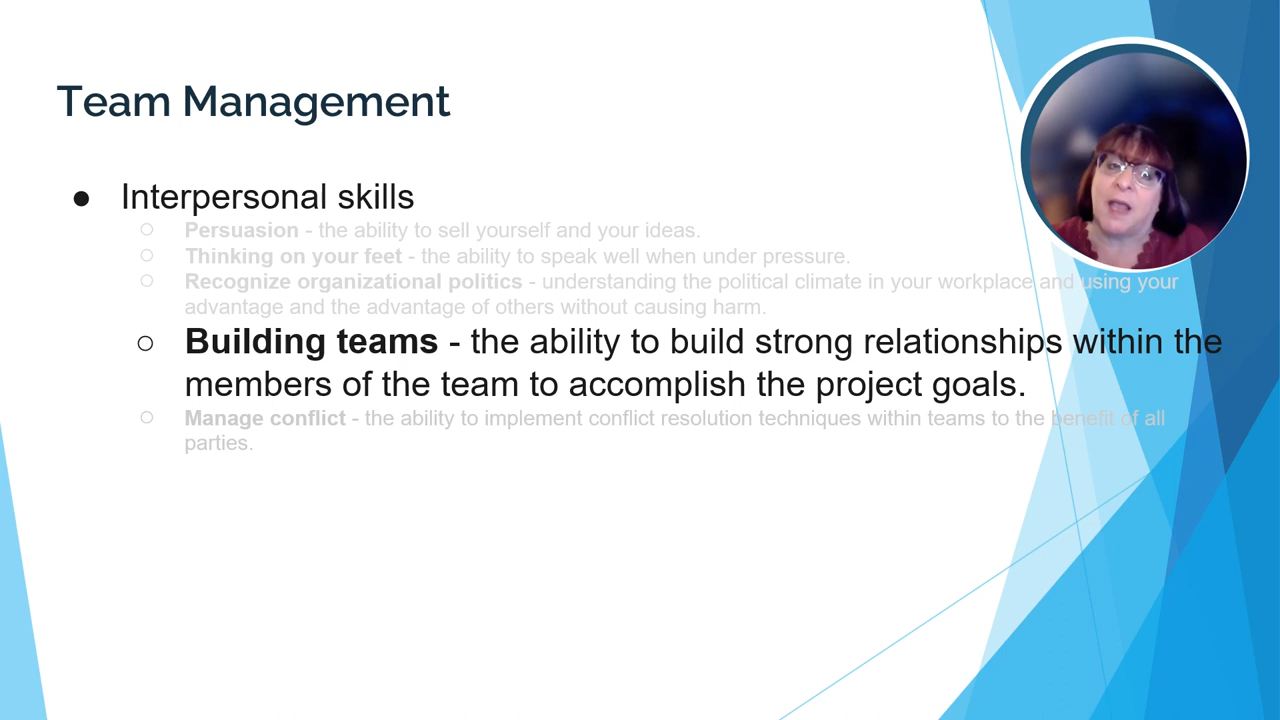 Team Management
● Interpersonal skills
○ Persuasion - the ability to sell yourself and your ideas.
○ Thinking on your feet - the ability to speak well when under pressure.
○ Recognize organizational politics - understanding the political climate in your workplace and using your
advantage and the advantage of others without causing harm.
○ Building teams - the ability to build strong relationships within the
members of the team to accomplish the project goals.
○ Manage conflict - the ability to implement conflict resolution techniques within teams to the benefit of all
parties.